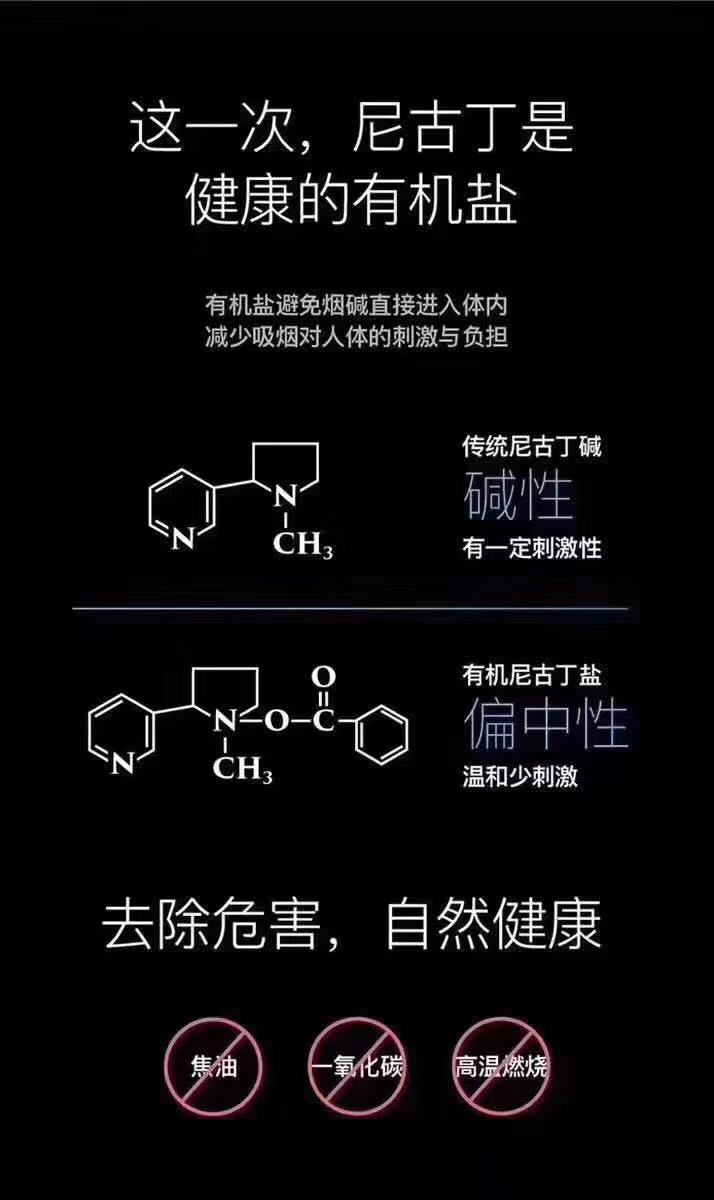 这一次，尼古丁是
健康的有机盐
有机盐避免烟碱直接进入体内
减少吸烟对人体的刺激与负担
N
N
CH₃
传统尼古丁碱
碱性
有一定刺激性
O
N
O
C
N
CH₃
有机尼古丁盐
偏中性
温和少刺激
去除危害，自然健康
焦油
一氧化碳
高温燃烧